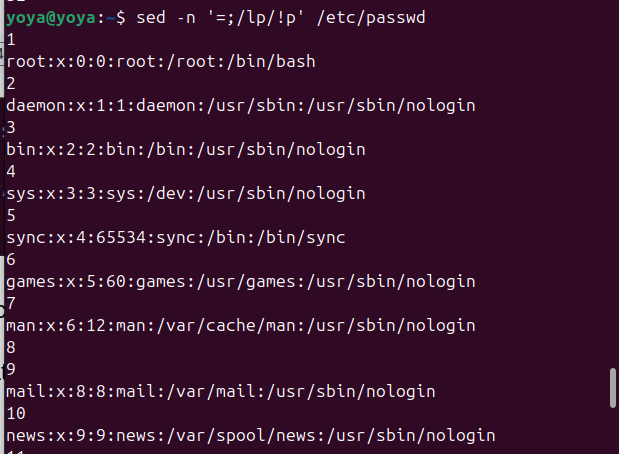 yoya@yoya:~$ sed -n '=;/lp/!p' /etc/passwd
1
root:x:0:0:root:/root:/bin/bash
2
daemon:x:1:1:daemon:/usr/sbin:/usr/sbin/nologin
3
bin:x:2:2:bin:/bin:/usr/sbin/nologin
4
sys:x:3:3:sys:/dev:/usr/sbin/nologin
5
sync:x:4:65534:sync:/bin:/bin/sync
6
games:x:5:60:games:/usr/games:/usr/sbin/nologin
7
man:x:6:12:man:/var/cache/man:/usr/sbin/nologin
8
9
mail:x:8:8:mail:/var/mail:/usr/sbin/nologin
10
news:x:9:9:news:/var/spool/news:/usr/sbin/nologin
11